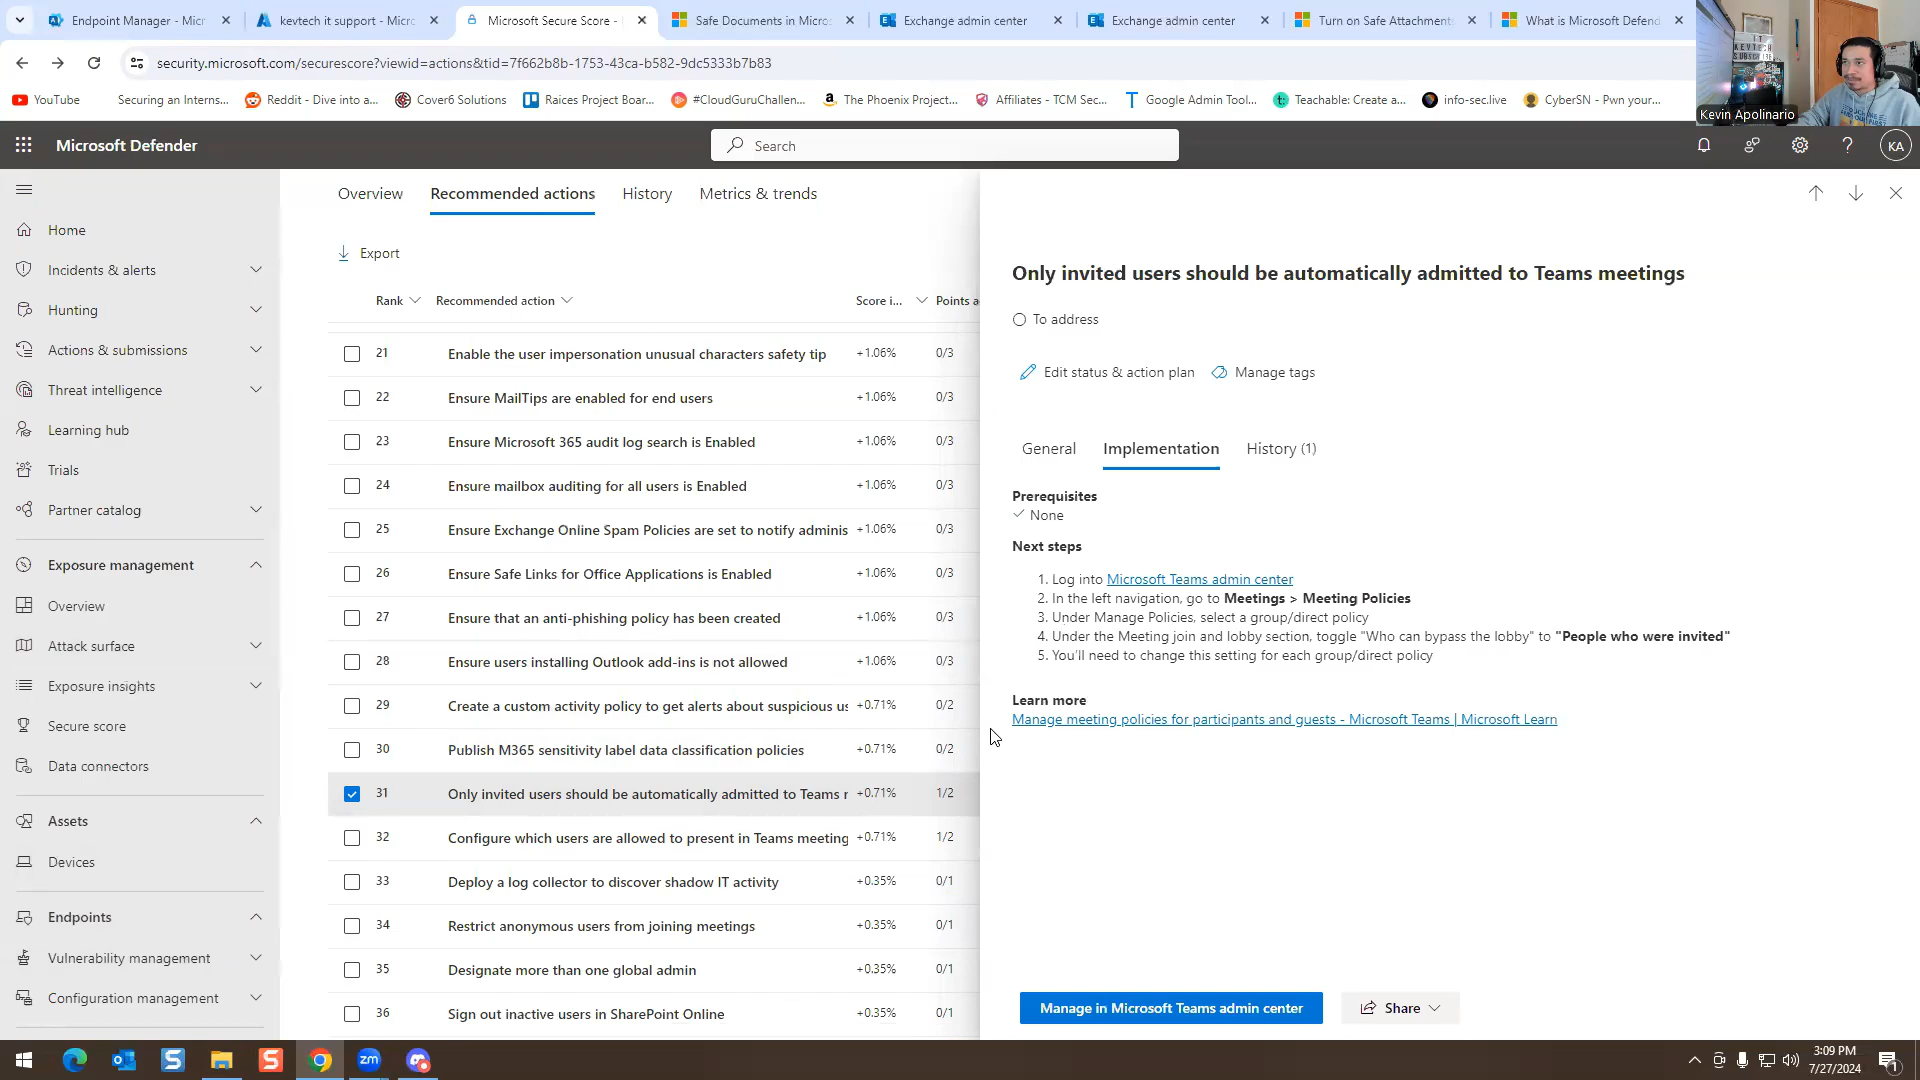 Endpoint Manager - Micr
kevtech it support - Micro
Microsoft Secure Score -
Safe Documents in Micros
Exchange admin center
Exchange admin center
Turn on Safe Attachments
What is Microsoft Defend
security.microsoft.com/securescore?viewid=actions&tid=7f662b8b-1753-43ca-b582-9dc5333b7b83
YouTube
Securing an Interns...
Reddit - Dive into a...
Cover6 Solutions
Raices Project Boar...
#CloudGuruChallen...
The Phoenix Project...
Affiliates - TCM Sec...
Google Admin Tool...
Teachable: Create a...
info-sec.live
CyberSN - Pwn your...
Kevin Apolinario
Microsoft Defender
Search
KA
Home
Incidents & alerts
Hunting
Actions & submissions
Threat intelligence
Learning hub
Trials
Partner catalog
Exposure management
Overview
Attack surface
Exposure insights
Secure score
Data connectors
Assets
Devices
Endpoints
Vulnerability management
Configuration management
Overview
Recommended actions
History
Metrics & trends
Export
Rank Recommended action Score i... Points a
21 Enable the user impersonation unusual characters safety tip +1.06% 0/3
22 Ensure MailTips are enabled for end users +1.06% 0/3
23 Ensure Microsoft 365 audit log search is Enabled +1.06% 0/3
24 Ensure mailbox auditing for all users is Enabled +1.06% 0/3
25 Ensure Exchange Online Spam Policies are set to notify adminis +1.06% 0/3
26 Ensure Safe Links for Office Applications is Enabled +1.06% 0/3
27 Ensure that an anti-phishing policy has been created +1.06% 0/3
28 Ensure users installing Outlook add-ins is not allowed +1.06% 0/3
29 Create a custom activity policy to get alerts about suspicious us +0.71% 0/2
30 Publish M365 sensitivity label data classification policies +0.71% 0/2
31 Only invited users should be automatically admitted to Teams r +0.71% 1/2
32 Configure which users are allowed to present in Teams meeting +0.71% 1/2
33 Deploy a log collector to discover shadow IT activity +0.35% 0/1
34 Restrict anonymous users from joining meetings +0.35% 0/1
35 Designate more than one global admin +0.35% 0/1
36 Sign out inactive users in SharePoint Online +0.35% 0/1
Only invited users should be automatically admitted to Teams meetings
To address
Edit status & action plan
Manage tags
General
Implementation
History (1)
Prerequisites
None
Next steps
1. Log into Microsoft Teams admin center
2. In the left navigation, go to Meetings > Meeting Policies
3. Under Manage Policies, select a group/direct policy
4. Under the Meeting join and lobby section, toggle "Who can bypass the lobby" to "People who were invited"
5. You'll need to change this setting for each group/direct policy
Learn more
Manage meeting policies for participants and guests - Microsoft Teams | Microsoft Learn
Manage in Microsoft Teams admin center
Share
zm
3:09 PM
7/27/2024
1